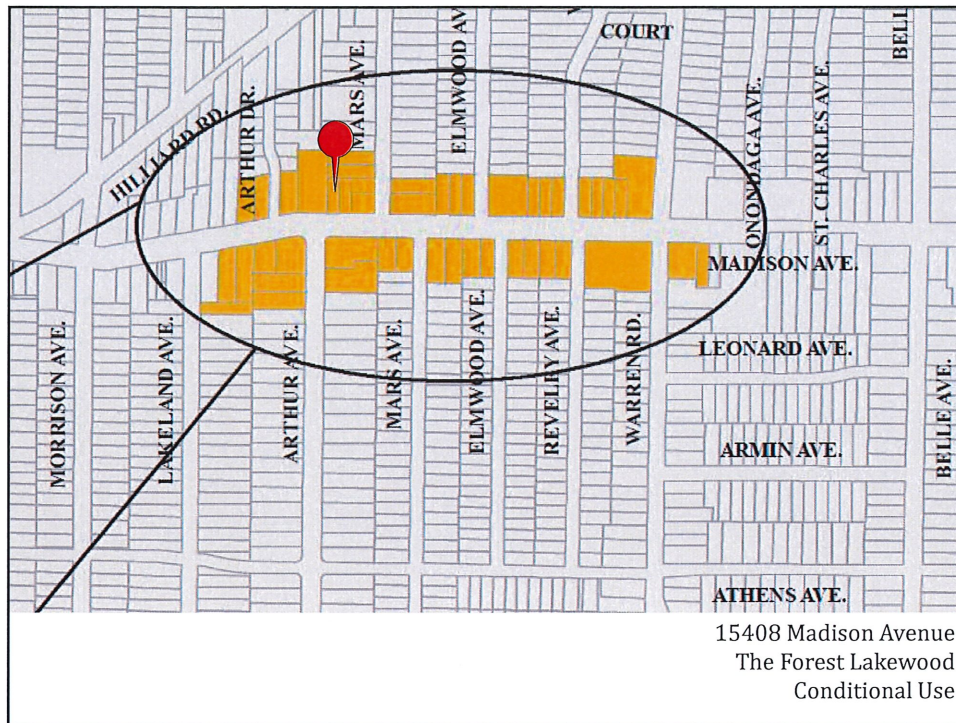 COURT
BELL
ELMWOOD AV
MARS AVE.
ONONDAGA AVE.
ST. CHARLES AVE.
ARTHUR DR.
HILLIARD RD.
MADISON AVE.
MORRISON AVE.
LAKELAND AVE.
ARTHUR AVE.
MARS AVE.
ELMWOOD AVE.
REVELEY AVE.
WARREN RD.
LEONARD AVE.
BELLE AVE.
ARMIN AVE.
ATHENS AVE.
15408 Madison Avenue
The Forest Lakewood
Conditional Use